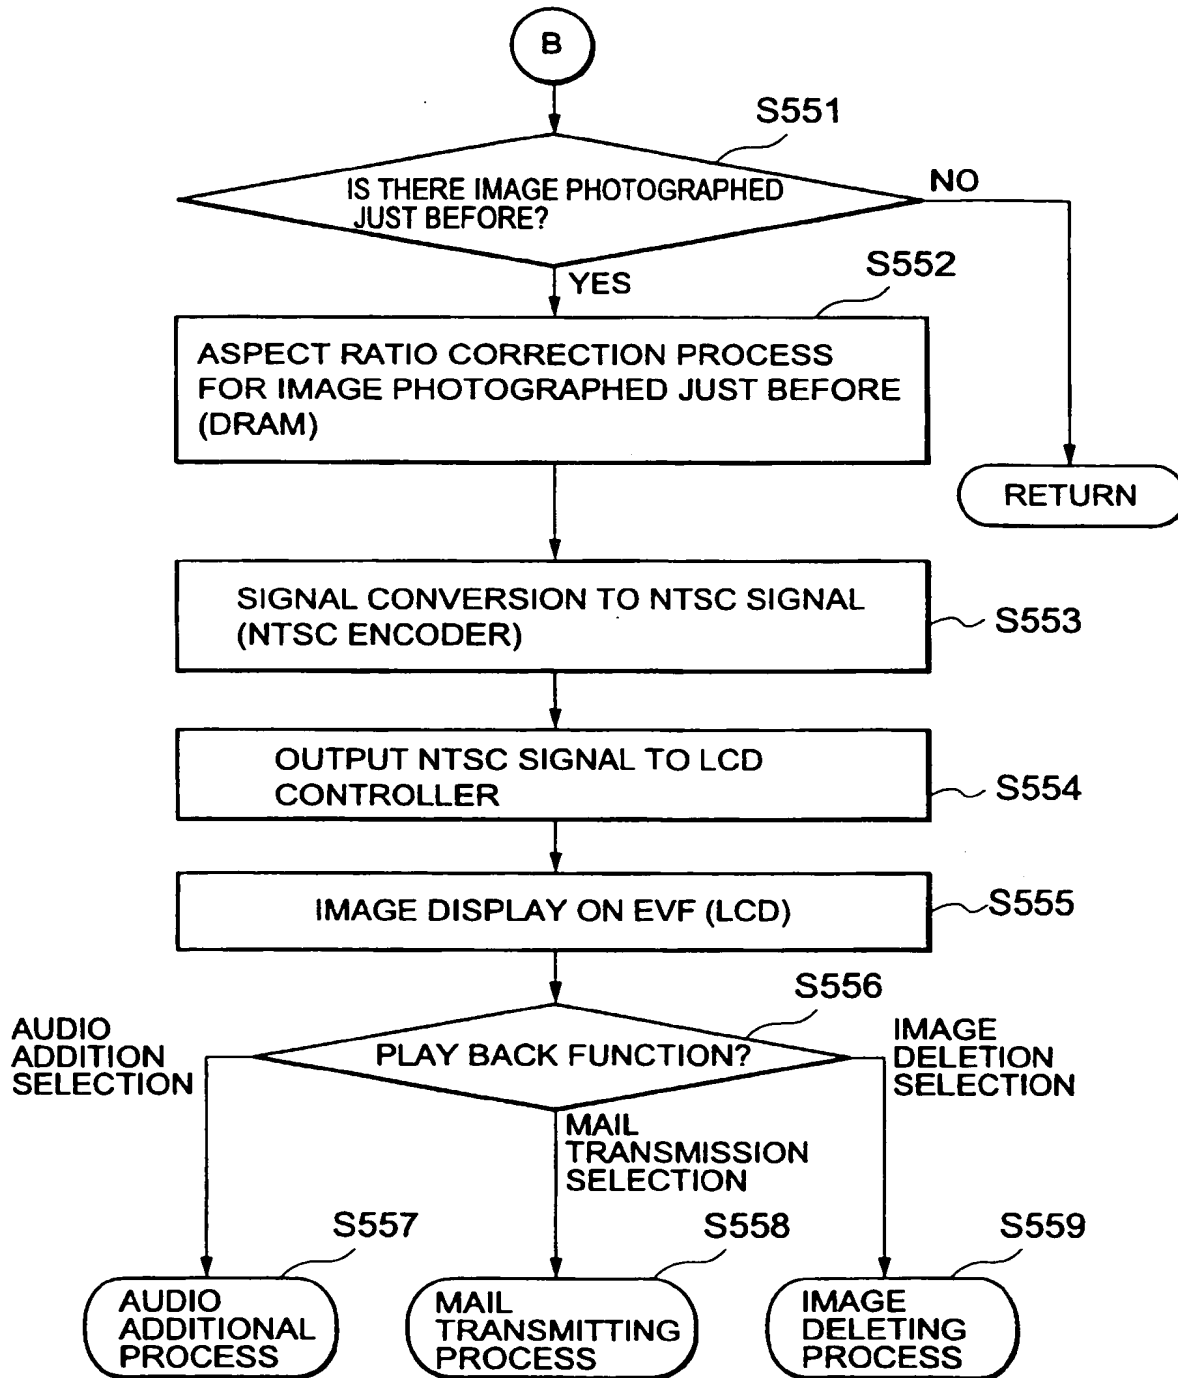 B
S551
IS THERE IMAGE PHOTOGRAPHED
JUST BEFORE?
NO
YES
S552
ASPECT RATIO CORRECTION PROCESS
FOR IMAGE PHOTOGRAPHED JUST BEFORE
(DRAM)
RETURN
SIGNAL CONVERSION TO NTSC SIGNAL
(NTSC ENCODER)
S553
OUTPUT NTSC SIGNAL TO LCD
CONTROLLER
S554
IMAGE DISPLAY ON EVF (LCD)
S555
S556
PLAY BACK FUNCTION?
AUDIO
ADDITION
SELECTION
IMAGE
DELETION
SELECTION
MAIL
TRANSMISSION
SELECTION
S557
AUDIO
ADDITIONAL
PROCESS
S558
MAIL
TRANSMITTING
PROCESS
S559
IMAGE
DELETING
PROCESS